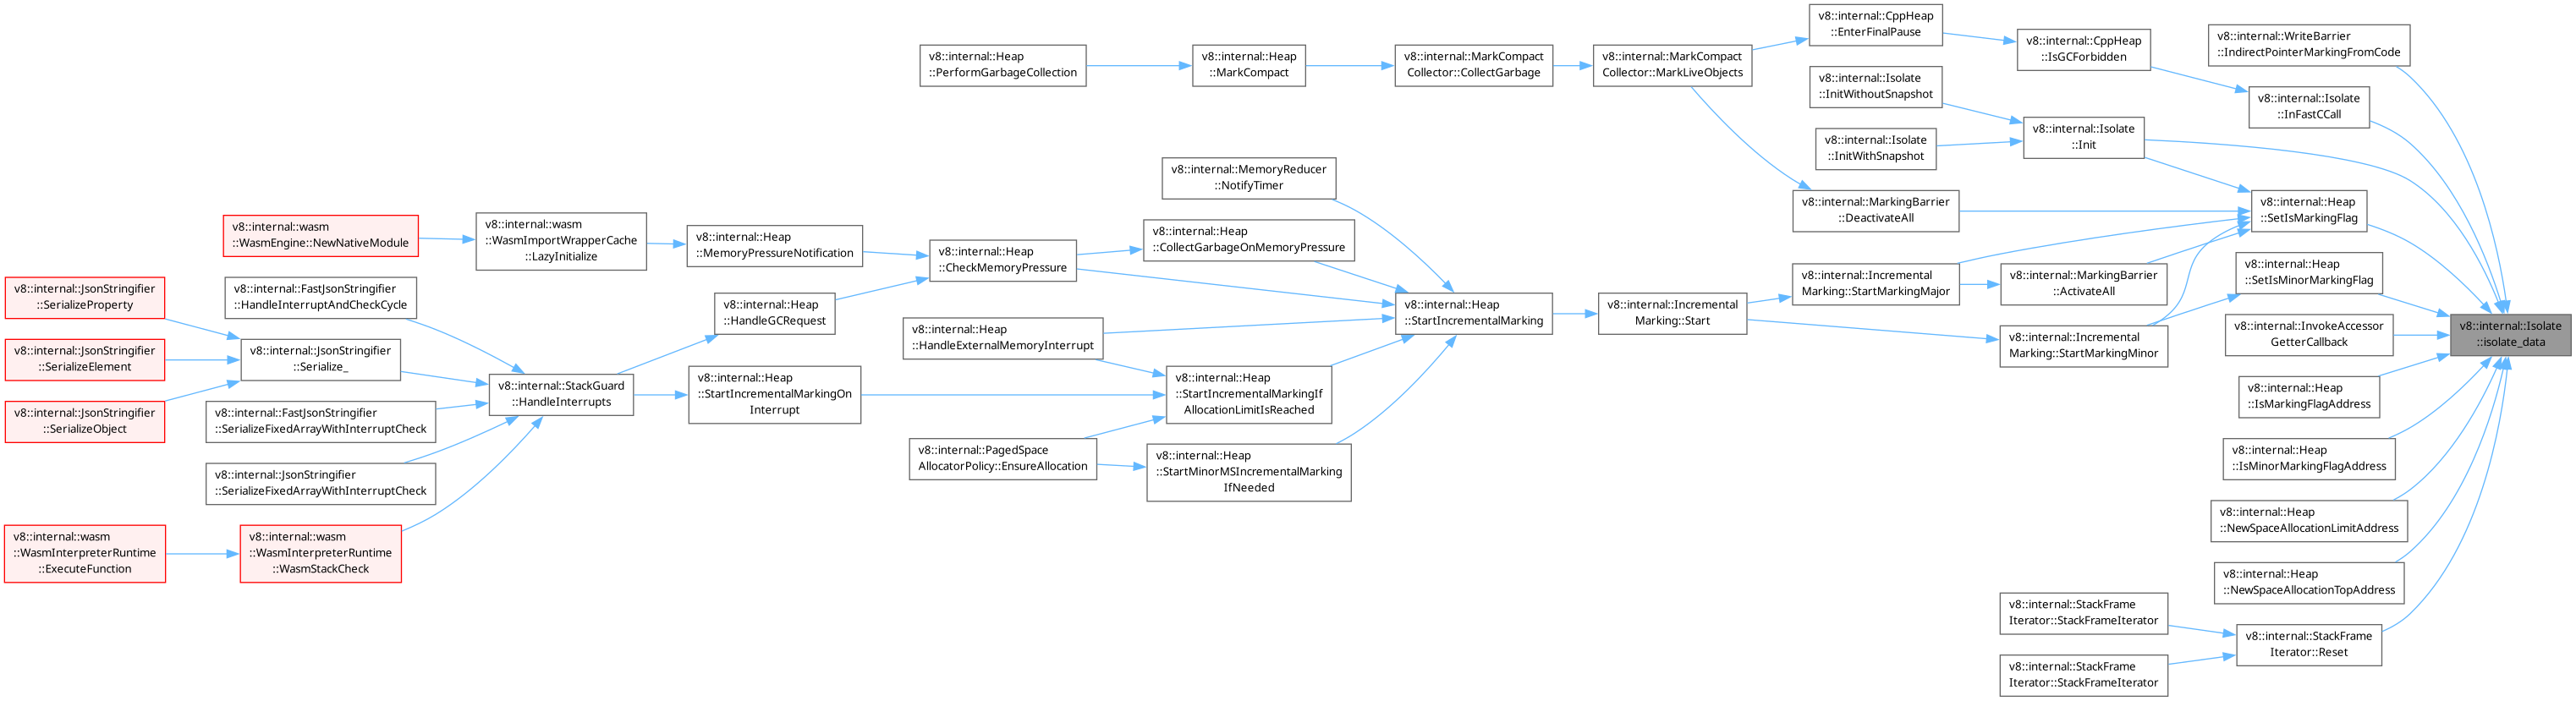 v8::internal::Isolate
::isolate_data
v8::internal::WriteBarrier
::IndirectPointerMarkingFromCode
v8::internal::Isolate
::InFastCCall
v8::internal::CppHeap
::IsGCForbidden
v8::internal::CppHeap
::EnterFinalPause
v8::internal::MarkCompact
Collector::MarkLiveObjects
v8::internal::MarkCompact
Collector::CollectGarbage
v8::internal::Heap
::MarkCompact
v8::internal::Heap
::PerformGarbageCollection
v8::internal::Isolate
::Init
v8::internal::Isolate
::InitWithoutSnapshot
v8::internal::Isolate
::InitWithSnapshot
v8::internal::Heap
::SetIsMarkingFlag
v8::internal::MarkingBarrier
::DeactivateAll
v8::internal::Incremental
Marking::StartMarkingMajor
v8::internal::MarkingBarrier
::ActivateAll
v8::internal::Incremental
Marking::StartMarkingMinor
v8::internal::Incremental
Marking::Start
v8::internal::Heap
::StartIncrementalMarking
v8::internal::MemoryReducer
::NotifyTimer
v8::internal::Heap
::CollectGarbageOnMemoryPressure
v8::internal::Heap
::CheckMemoryPressure
v8::internal::Heap
::MemoryPressureNotification
v8::internal::wasm
::WasmImportWrapperCache
::LazyInitialize
v8::internal::wasm
::WasmEngine::NewNativeModule
v8::internal::Heap
::HandleGCRequest
v8::internal::StackGuard
::HandleInterrupts
v8::internal::FastJsonStringifier
::HandleInterruptAndCheckCycle
v8::internal::JsonStringifier
::Serialize_
v8::internal::JsonStringifier
::SerializeProperty
v8::internal::JsonStringifier
::SerializeElement
v8::internal::JsonStringifier
::SerializeObject
v8::internal::FastJsonStringifier
::SerializeFixedArrayWithInterruptCheck
v8::internal::JsonStringifier
::SerializeFixedArrayWithInterruptCheck
v8::internal::wasm
::WasmInterpreterRuntime
::WasmStackCheck
v8::internal::wasm
::WasmInterpreterRuntime
::ExecuteFunction
v8::internal::Heap
::HandleExternalMemoryInterrupt
v8::internal::Heap
::StartIncrementalMarkingIf
AllocationLimitIsReached
v8::internal::Heap
::StartIncrementalMarkingOn
Interrupt
v8::internal::PagedSpace
AllocatorPolicy::EnsureAllocation
v8::internal::Heap
::StartMinorMSIncrementalMarking
IfNeeded
v8::internal::Heap
::SetIsMinorMarkingFlag
v8::internal::InvokeAccessor
GetterCallback
v8::internal::Heap
::IsMarkingFlagAddress
v8::internal::Heap
::IsMinorMarkingFlagAddress
v8::internal::Heap
::NewSpaceAllocationLimitAddress
v8::internal::Heap
::NewSpaceAllocationTopAddress
v8::internal::StackFrame
Iterator::Reset
v8::internal::StackFrame
Iterator::StackFrameIterator
v8::internal::StackFrame
Iterator::StackFrameIterator